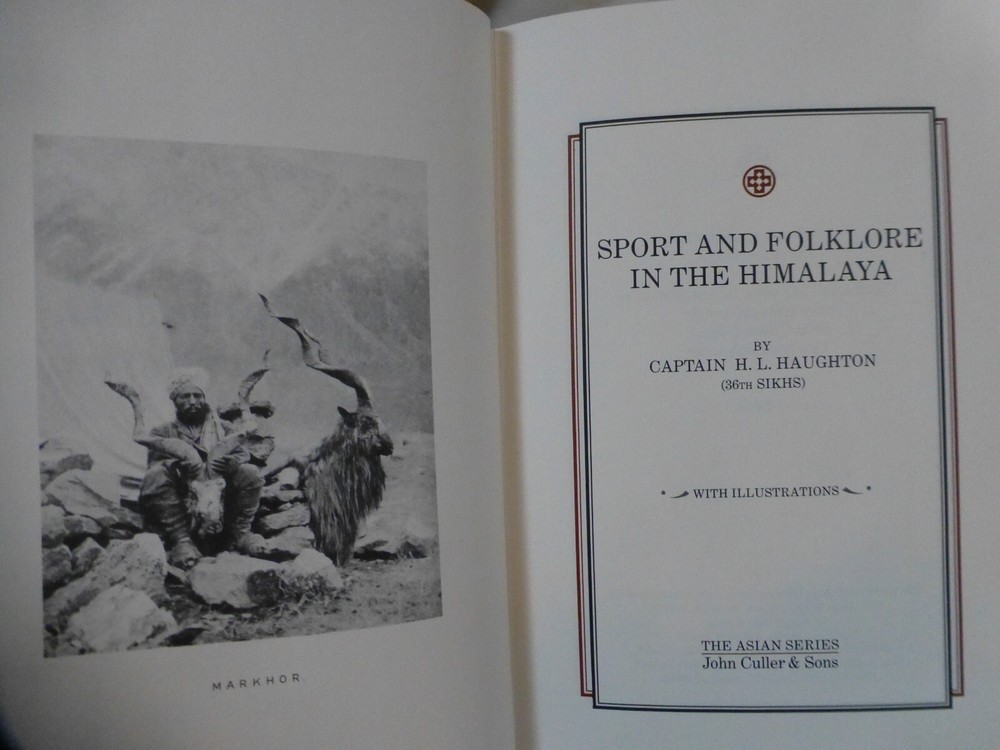 MARKHOR.
SPORT AND FOLKLORE
IN THE HIMALAYA
BY
CAPTAIN H. L. HAUGHTON
(36TH SIKHS)
WITH ILLUSTRATIONS
THE ASIAN SERIES
John Culler & Sons